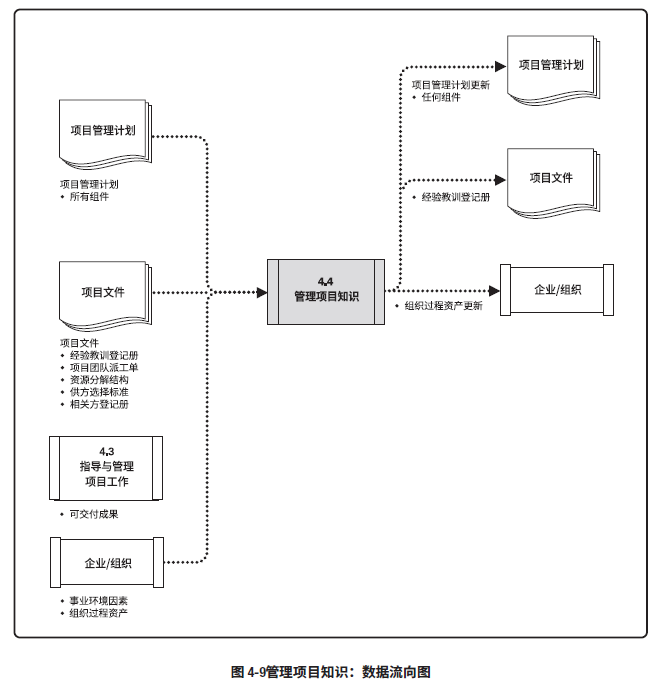 项目管理计划
项目管理计划
• 所有组件
项目文件
项目文件
• 经验教训登记册
• 项目团队派工单
• 资源分解结构
• 供方选择标准
• 相关方登记册
4.3
指导与管理
项目工作
• 可交付成果
企业/组织
• 事业环境因素
• 组织过程资产
4.4
管理项目知识
项目管理计划
项目管理计划更新
• 任何组件
项目文件
• 经验教训登记册
企业/组织
• 组织过程资产更新
图 4-9管理项目知识：数据流向图